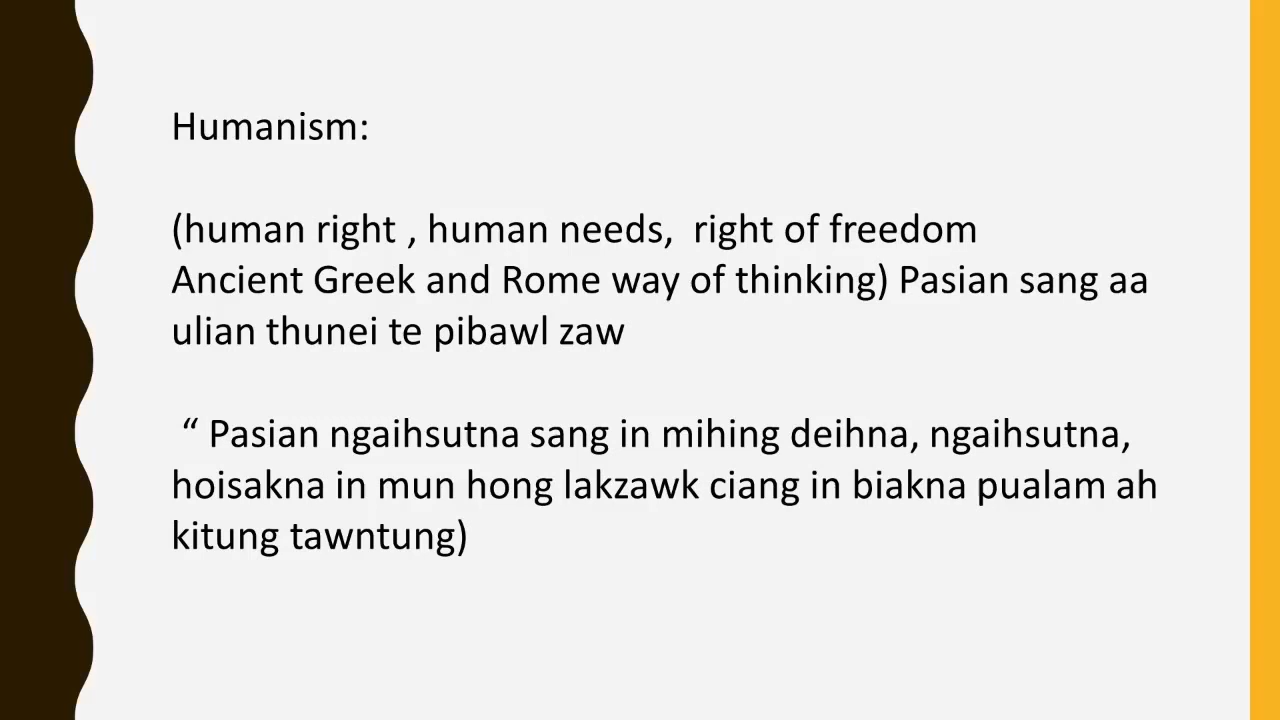 Humanism:
(human right , human needs,  right of freedom
Ancient Greek and Rome way of thinking) Pasian sang aa
ulian thunei te pibawl zaw
“ Pasian ngaihsutna sang in mihing deihna, ngaihsutna,
hoisakna in mun hong lakzawk ciang in biakna pualam ah
kitung tawntung)